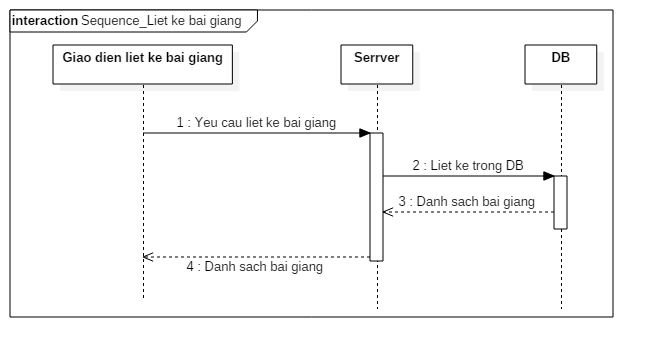 interaction Sequence_Liet ke bai giang
Giao dien liet ke bai giang
Serrver
DB
1 : Yeu cau liet ke bai giang
2 : Liet ke trong DB
3 : Danh sach bai giang
4 : Danh sach bai giang